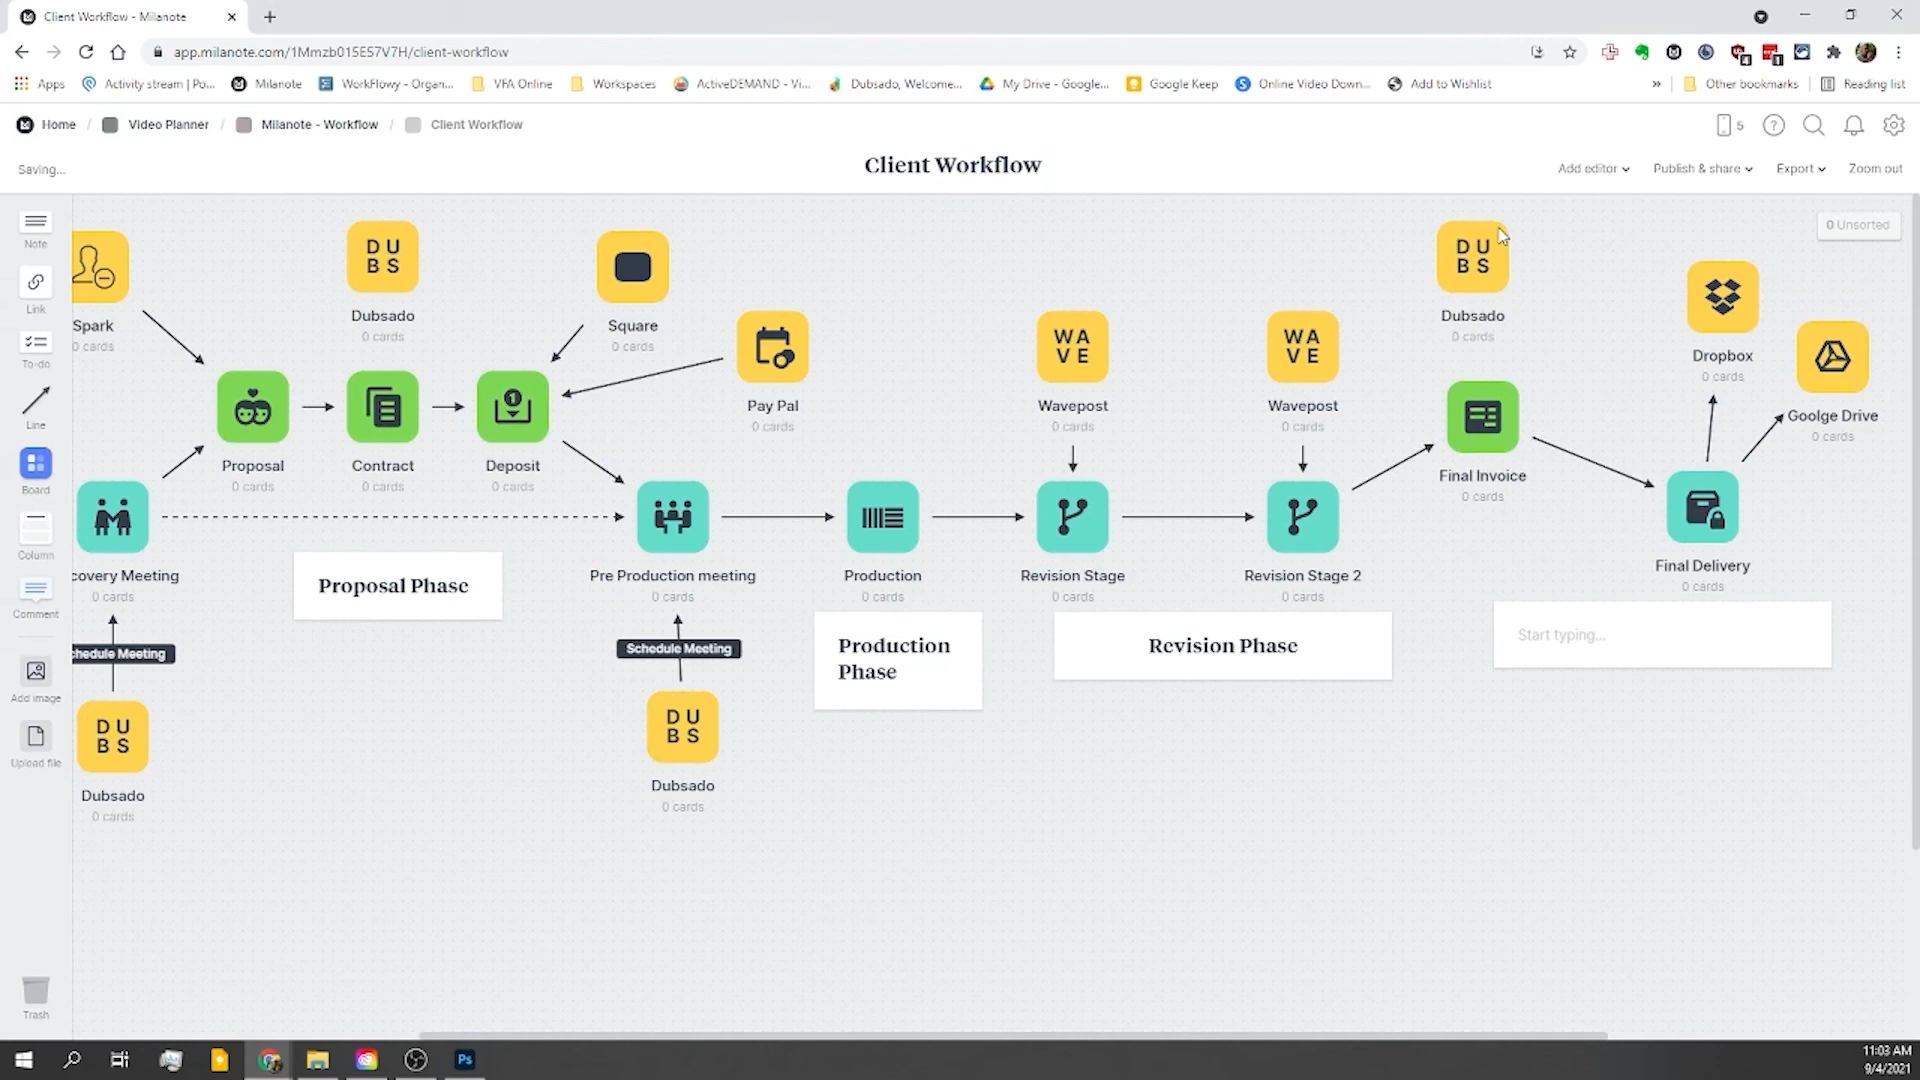 Client Workflow - Milanote
app.milanote.com/1Mmzb015E57V7H/client-workflow
Apps
Activity stream | Po...
Milanote
WorkFlowy - Organ...
VFA Online
Workspaces
ActiveDEMAND - Vi...
Dubsado, Welcome...
My Drive - Google...
Google Keep
Online Video Down...
Add to Wishlist
»
Other bookmarks
Reading list
Home / Video Planner / Milanote - Workflow / Client Workflow
5
Saving...
Client Workflow
Add editor
Publish & share
Export
Zoom out
0 Unsorted
Note
Link
To-do
Line
Board
Column
Comment
Add image
Upload file
Trash
Spark
0 cards
DU
BS
Dubsado
0 cards
Square
0 cards
Pay Pal
0 cards
WA
VE
Wavepost
0 cards
WA
VE
Wavepost
0 cards
DU
BS
Dubsado
0 cards
Dropbox
0 cards
Goolge Drive
0 cards
Proposal
0 cards
Contract
0 cards
1
Deposit
0 cards
Final Invoice
0 cards
covery Meeting
0 cards
Pre Production meeting
0 cards
Production
0 cards
Revision Stage
0 cards
Revision Stage 2
0 cards
Final Delivery
0 cards
Proposal Phase
Production
Phase
Revision Phase
Start typing...
chedule Meeting
Schedule Meeting
DU
BS
Dubsado
0 cards
DU
BS
Dubsado
0 cards
Ps
11:03 AM
9/4/2021